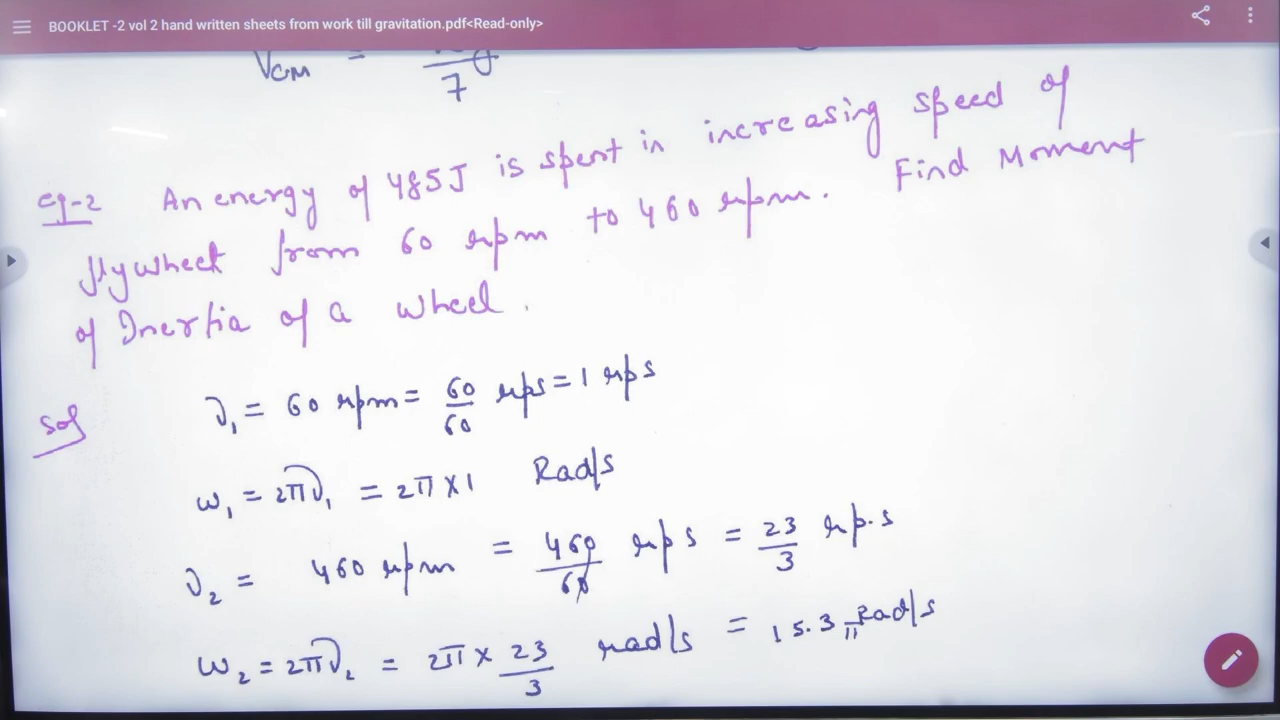 BOOKLET -2 vol 2 hand written sheets from work till gravitation.pdf<Read-only>
V_CM = 7
eg-2 An energy of 485J is spent in increasing speed of
flywheel from 60 rpm to 460 rpm. Find Moment
of Inertia of a wheel.
Sol ν₁ = 60 rpm = 60/60 rps = 1 rps
ω₁ = 2πν₁ = 2π×1 Rad/s
ν₂ = 460 rpm = 460/60 rps = 23/3 rp.s
ω₂ = 2πν₂ = 2π × 23/3 rad/s = 15.3π Rad/s